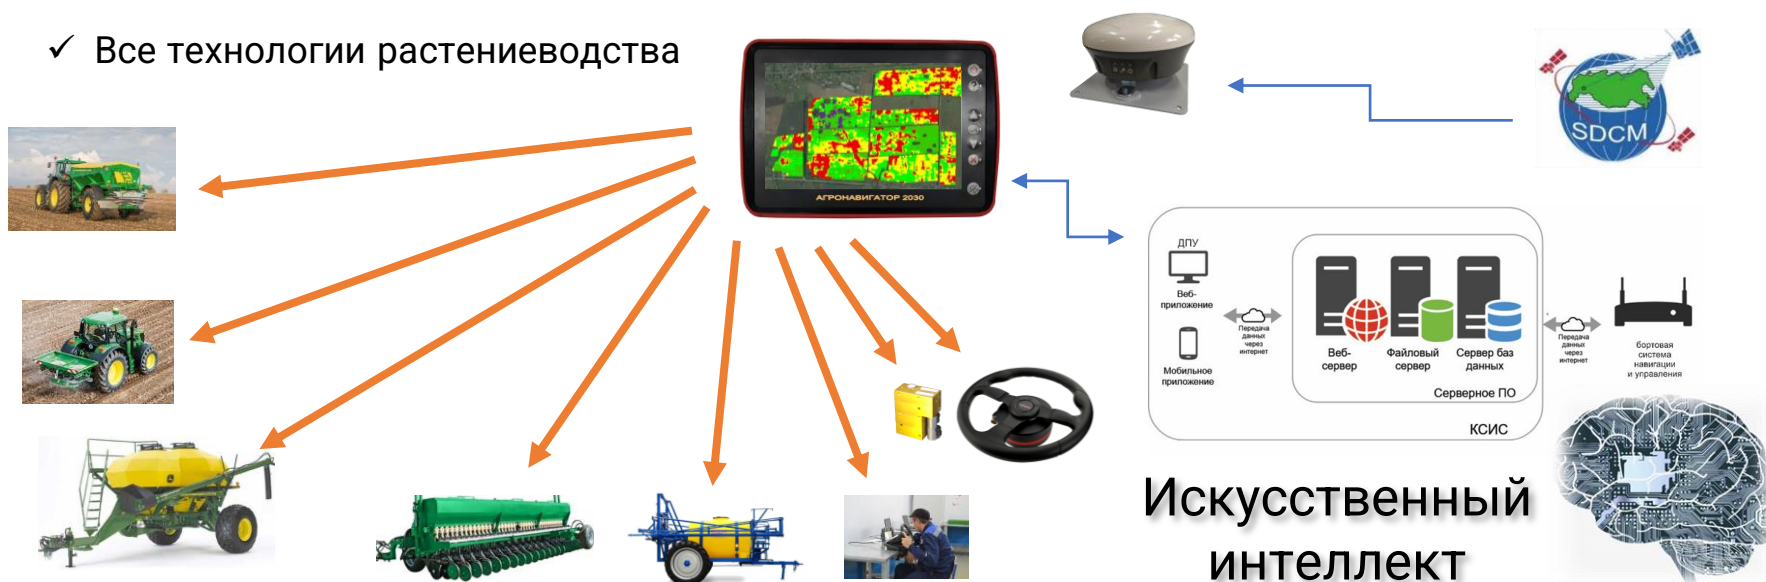 ✓ Все технологии растениеводства
АГРОНАВИГАТОР 2030
SDCM
ДПУ
Веб-
приложение
Мобильное
приложение
Передача
данных
через
интернет
Веб-
сервер
Файловый
сервер
Сервер баз
данных
Серверное ПО
КСИС
Передача
данных
через
интернет
бортовая
система
навигации
и управления
Искусственный
интеллект